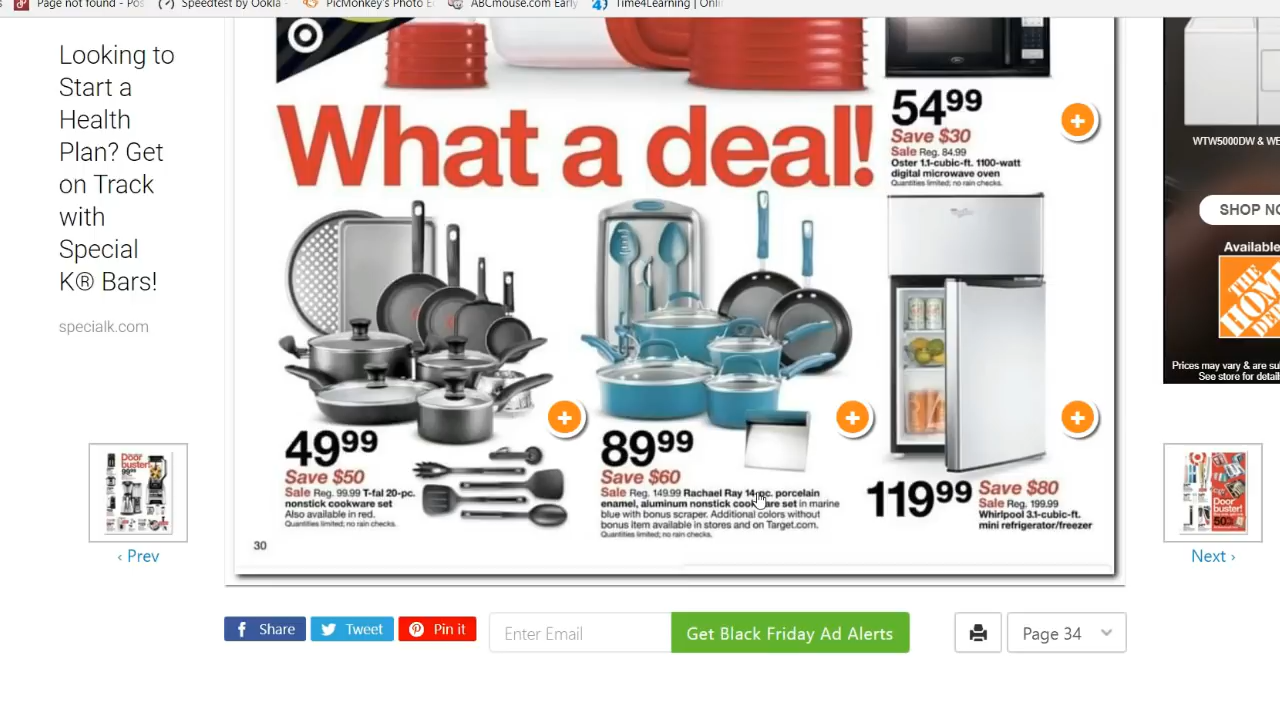 Page not found - Pos
Speedtest by Ookla -
PicMonkey's Photo E
ABCmouse.com Early
Time4Learning | Onli
Looking to
Start a
Health
Plan? Get
on Track
with
Special
K® Bars!
specialk.com
What a deal!
54.99
Save $30
Sale Reg. 84.99
Oster 1.1-cubic-ft. 1100-watt
digital microwave oven
Quantities limited; no rain checks.
49.99
Save $50
Sale Reg. 99.99 T-fal 20-pc.
nonstick cookware set
Also available in red.
Quantities limited; no rain checks.
89.99
Save $60
Sale Reg. 149.99 Rachael Ray 14-pc. porcelain
enamel, aluminum nonstick cookware set in marine
blue with bonus scraper. Additional colors without
bonus item available in stores and on Target.com.
Quantities limited; no rain checks.
119.99
Save $80
Sale Reg. 199.99
Whirlpool 3.1-cubic-ft.
mini refrigerator/freezer
30
WTW5000DW & WE
SHOP NO
Available
THE
HOME
DEP
Prices may vary & are su
See store for detai
‹ Prev
Next ›
Share
Tweet
Pin it
Enter Email
Get Black Friday Ad Alerts
Page 34